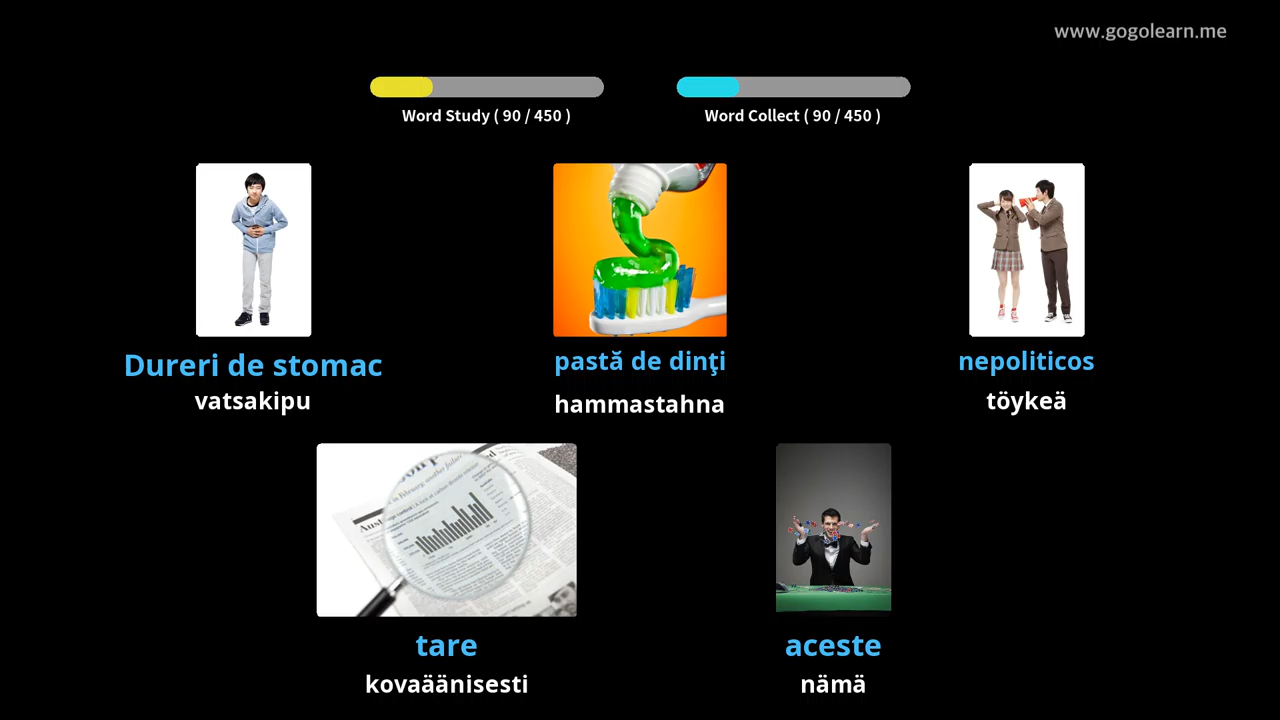 www.gogolearn.me
Word Study ( 90 / 450 )
Word Collect ( 90 / 450 )
Dureri de stomac
vatsakipu
pastă de dinţi
hammastahna
nepoliticos
töykeä
tare
kovaäänisesti
aceste
nämä